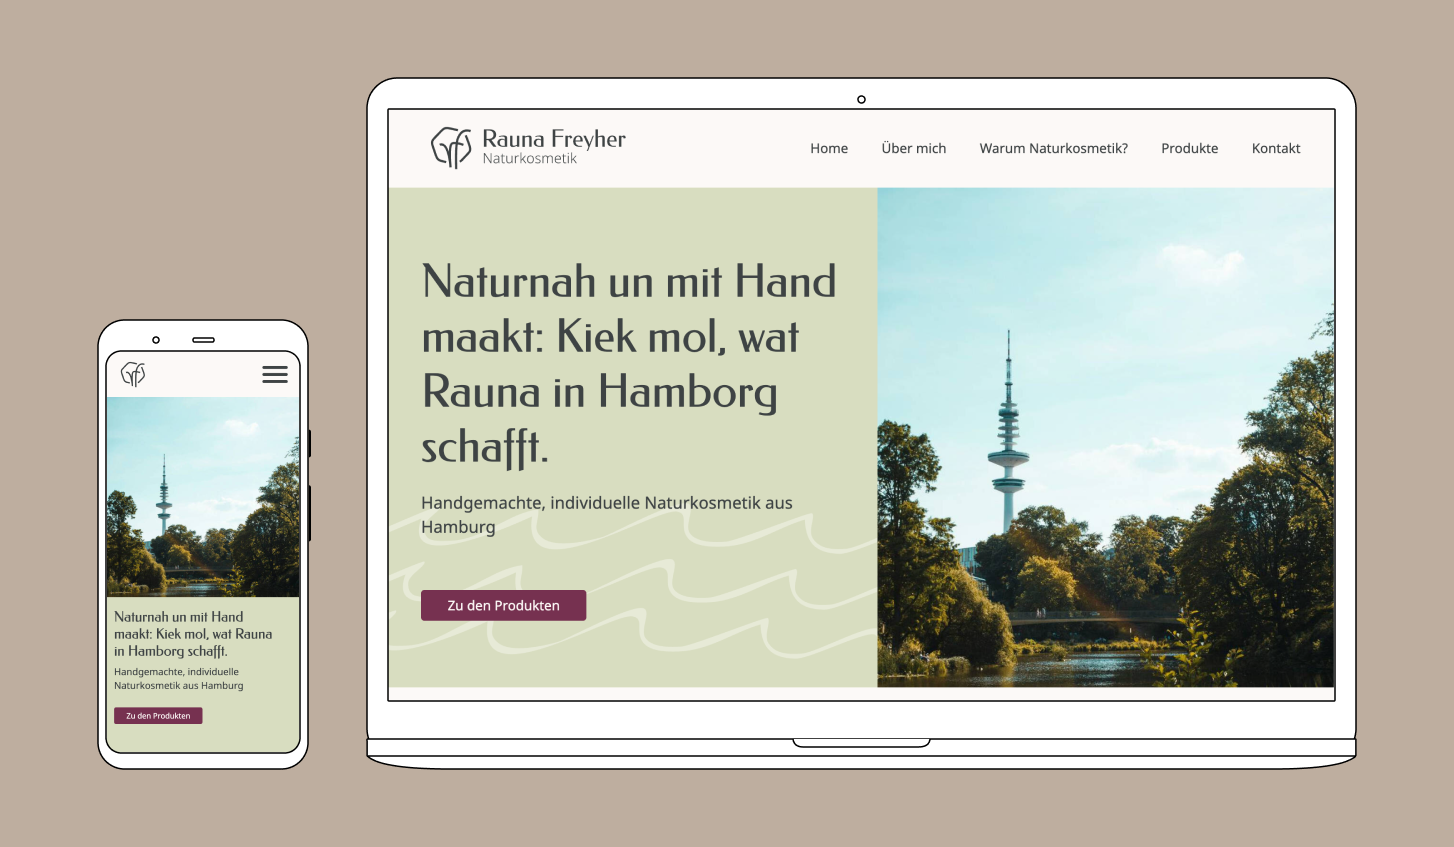 Rauna Freyher
Naturkosmetik
Home Über mich Warum Naturkosmetik? Produkte Kontakt
Naturnah un mit Hand
maakt: Kiek mol, wat
Rauna in Hamborg
schafft.
Handgemachte, individuelle Naturkosmetik aus
Hamburg
Zu den Produkten
Naturnah un mit Hand
maakt: Kiek mol, wat Rauna
in Hamborg schafft.
Handgemachte, individuelle
Naturkosmetik aus Hamburg
Zu den Produkten